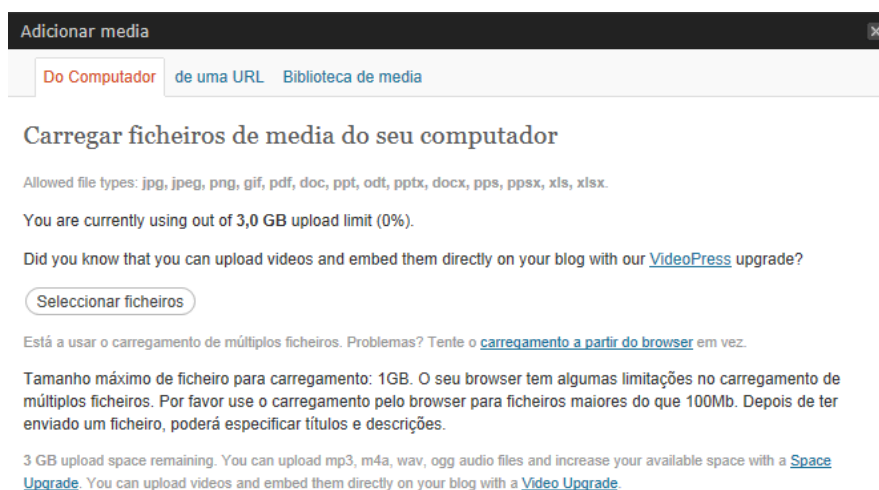 Adicionar media
Do Computador de uma URL Biblioteca de media
Carregar ficheiros de media do seu computador
Allowed file types: jpg, jpeg, png, gif, pdf, doc, ppt, odt, pptx, docx, pps, ppsx, xls, xlsx.
You are currently using out of 3,0 GB upload limit (0%).
Did you know that you can upload videos and embed them directly on your blog with our VideoPress upgrade?
Seleccionar ficheiros
Está a usar o carregamento de múltiplos ficheiros. Problemas? Tente o carregamento a partir do browser em vez.
Tamanho máximo de ficheiro para carregamento: 1GB. O seu browser tem algumas limitações no carregamento de
múltiplos ficheiros. Por favor use o carregamento pelo browser para ficheiros maiores do que 100Mb. Depois de ter
enviado um ficheiro, poderá especificar títulos e descrições.
3 GB upload space remaining. You can upload mp3, m4a, wav, ogg audio files and increase your available space with a Space
Upgrade. You can upload videos and embed them directly on your blog with a Video Upgrade.